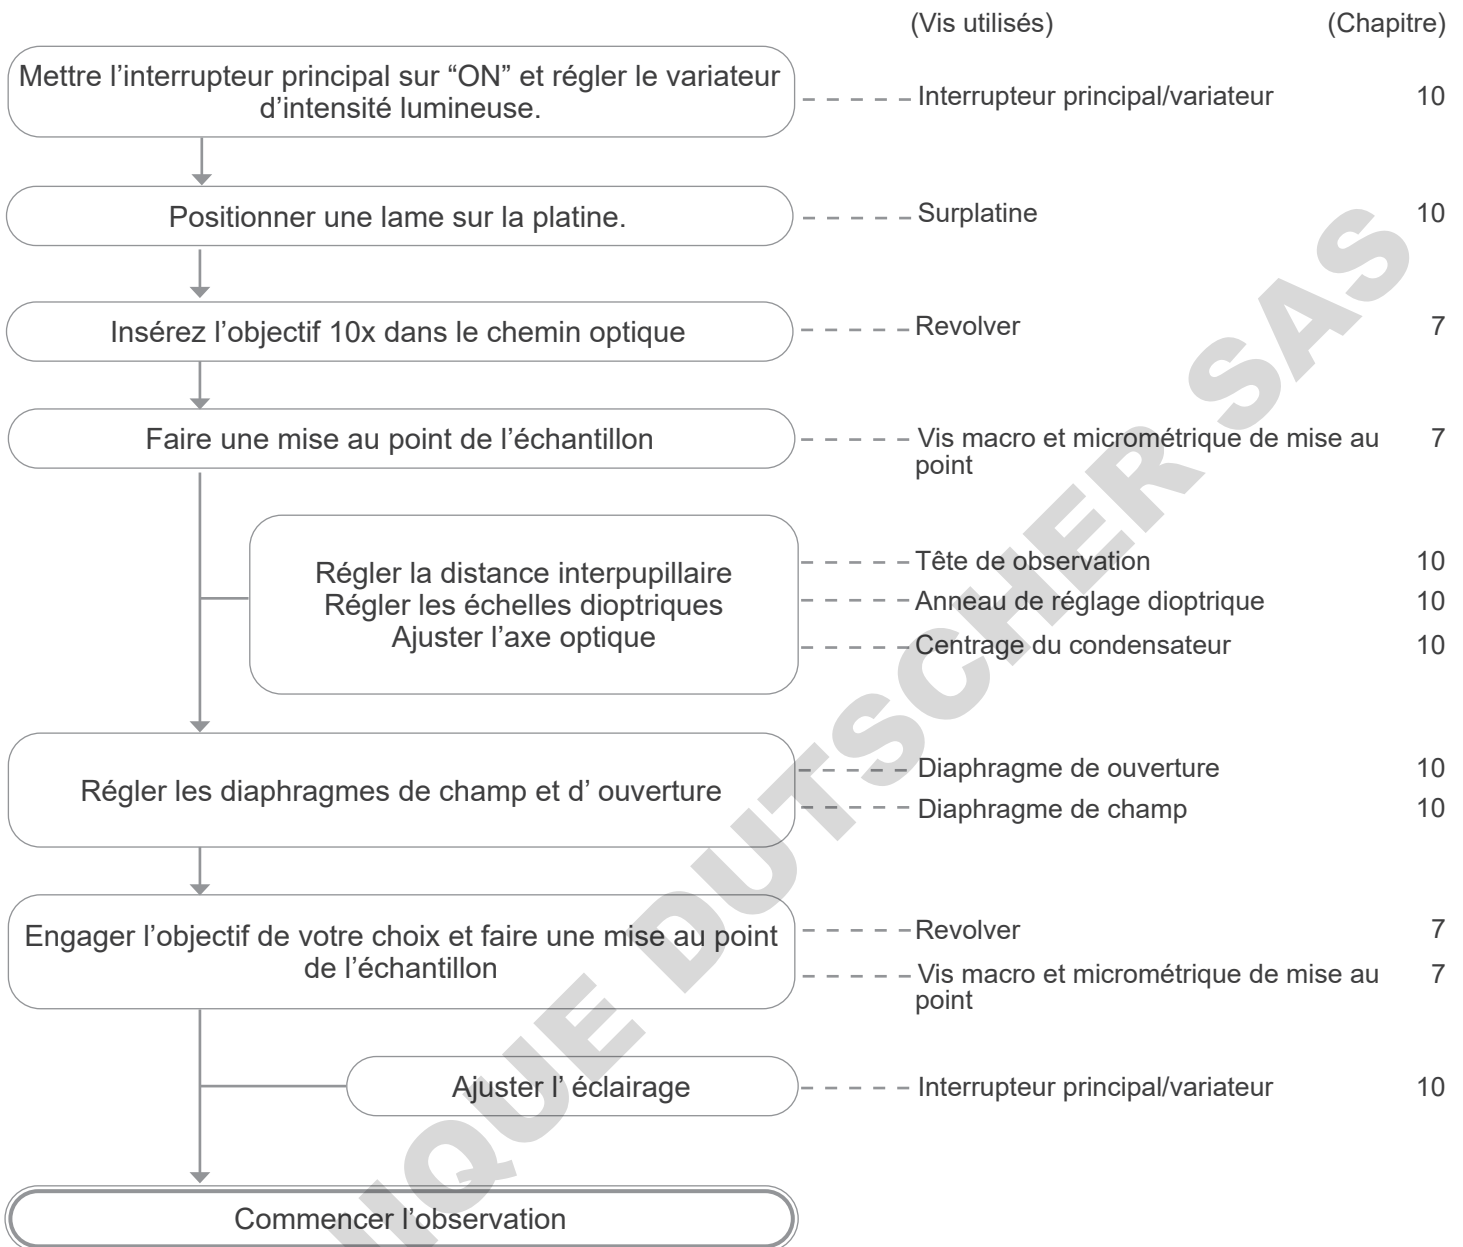 (Vis utilisés) (Chapitre)
Mettre l’interrupteur principal sur “ON” et régler le variateur
d’intensité lumineuse.
Interrupteur principal/variateur 10
Positionner une lame sur la platine.
Surplatine 10
Insérez l’objectif 10x dans le chemin optique
Revolver 7
Faire une mise au point de l’échantillon
Vis macro et micrométrique de mise au 7
point
Régler la distance interpupillaire
Régler les échelles dioptriques
Ajuster l’axe optique
Tête de observation 10
Anneau de réglage dioptrique 10
Centrage du condensateur 10
Régler les diaphragmes de champ et d’ ouverture
Diaphragme de ouverture 10
Diaphragme de champ 10
Engager l’objectif de votre choix et faire une mise au point
de l’échantillon
Revolver 7
Vis macro et micrométrique de mise au 7
point
Ajuster l’ éclairage
Interrupteur principal/variateur 10
Commencer l’observation
IQUE DUTSCHER SAS